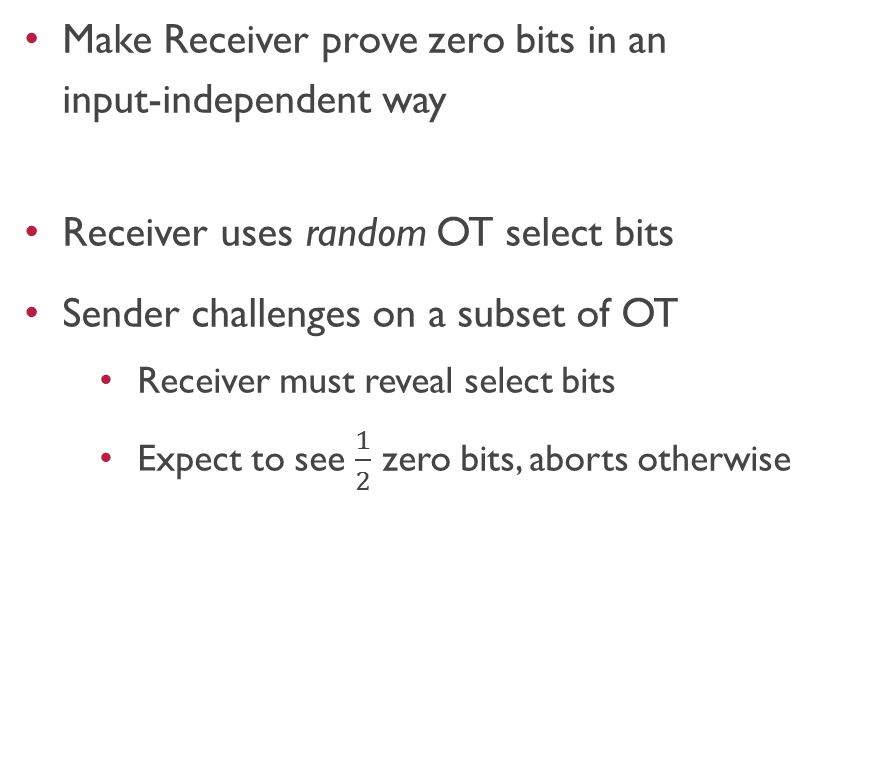 • Make Receiver prove zero bits in an
input-independent way
• Receiver uses random OT select bits
• Sender challenges on a subset of OT
• Receiver must reveal select bits
• Expect to see 1/2 zero bits, aborts otherwise